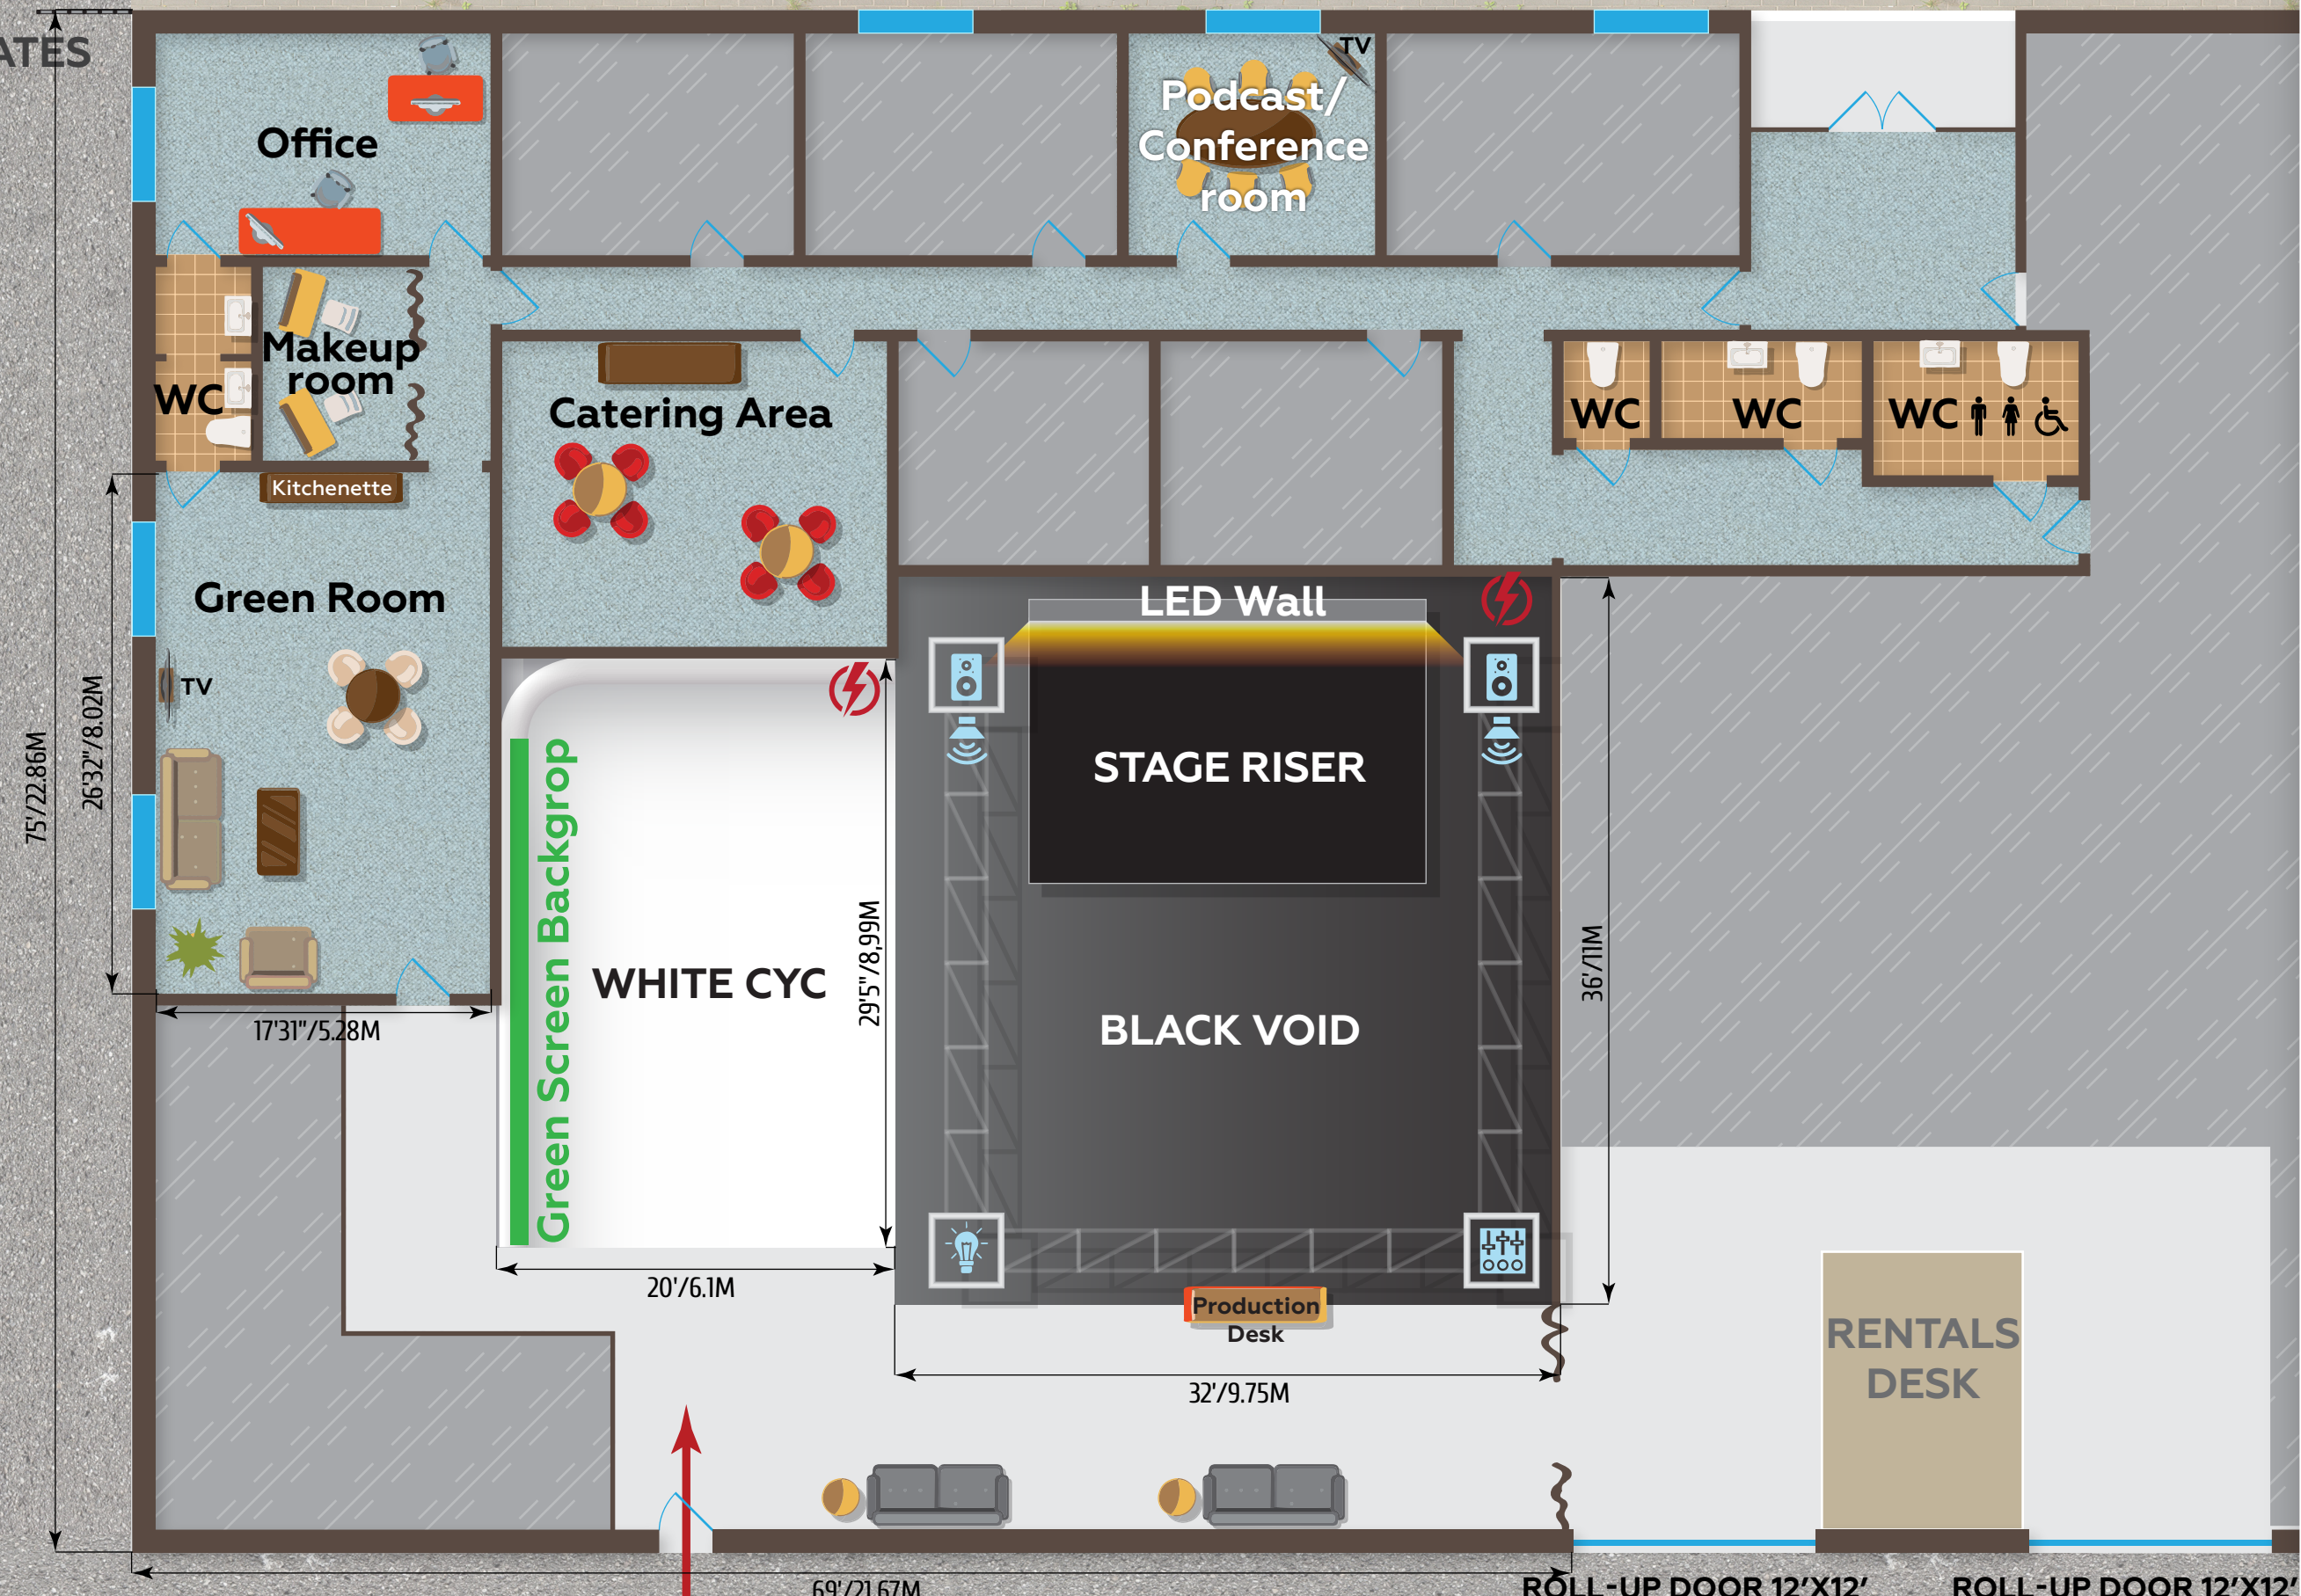 ATES
TV
Podcast/
Conference
room
Office
Makeup
room
WC
Catering Area
WC
WC
WC
Kitchenette
Green Room
LED Wall
TV
STAGE RISER
75'/22.86M
26'32"/8.02M
Green Screen Backgrop
WHITE CYC
29'5"/8,99M
BLACK VOID
36'/11M
17'31"/5.28M
20'/6.1M
Production
Desk
32'/9.75M
RENTALS
DESK
69'/21.67M
ROLL-UP DOOR 12'X12'
ROLL-UP DOOR 12'X12'